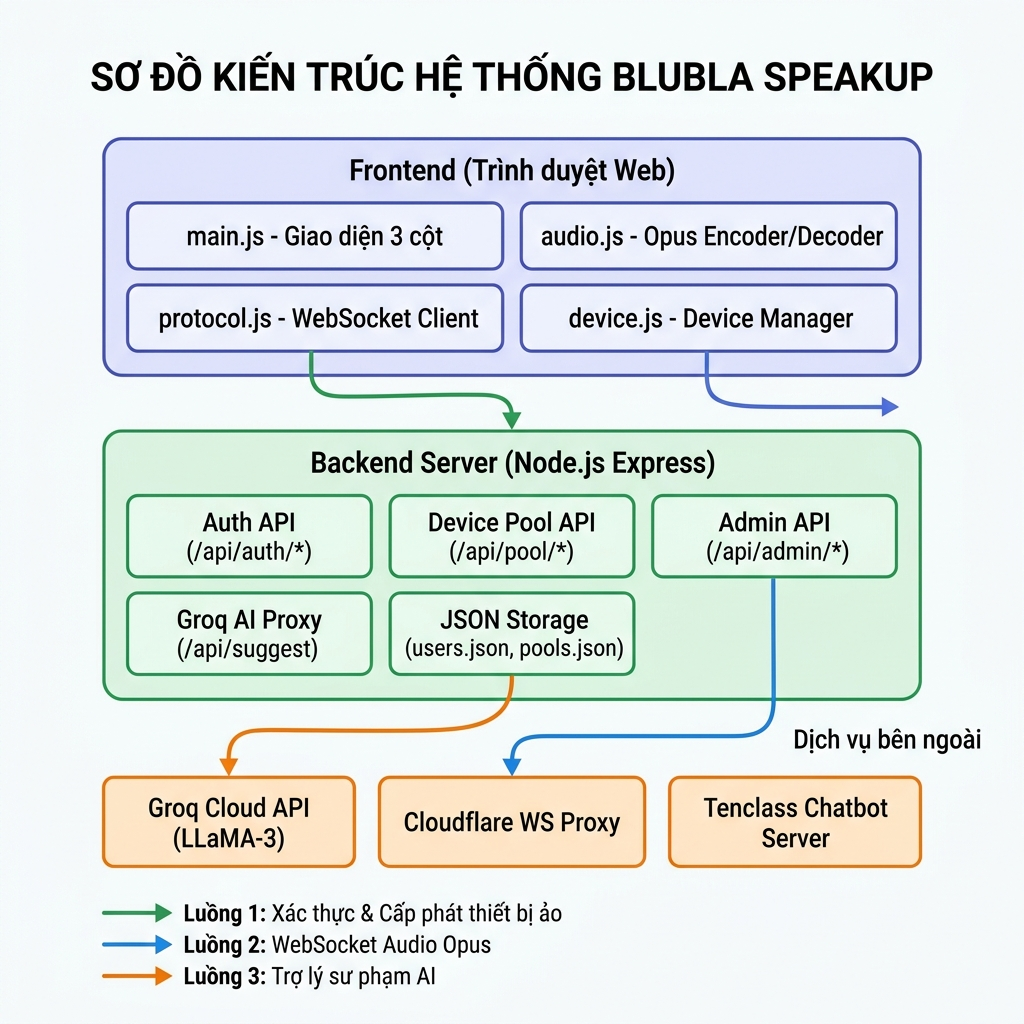 SƠ ĐỒ KIẾN TRÚC HỆ THỐNG BLUBLA SPEAKUP
Frontend (Trình duyệt Web)
main.js - Giao diện 3 cột
audio.js - Opus Encoder/Decoder
protocol.js - WebSocket Client
device.js - Device Manager
Backend Server (Node.js Express)
Auth API
(/api/auth/*)
Device Pool API
(/api/pool/*)
Admin API
(/api/admin/*)
Groq AI Proxy
(/api/suggest)
JSON Storage
(users.json, pools.json)
Dịch vụ bên ngoài
Groq Cloud API
(LLaMA-3)
Cloudflare WS Proxy
Tenclass Chatbot
Server
Luồng 1: Xác thực & Cấp phát thiết bị ảo
Luồng 2: WebSocket Audio Opus
Luồng 3: Trợ lý sư phạm AI